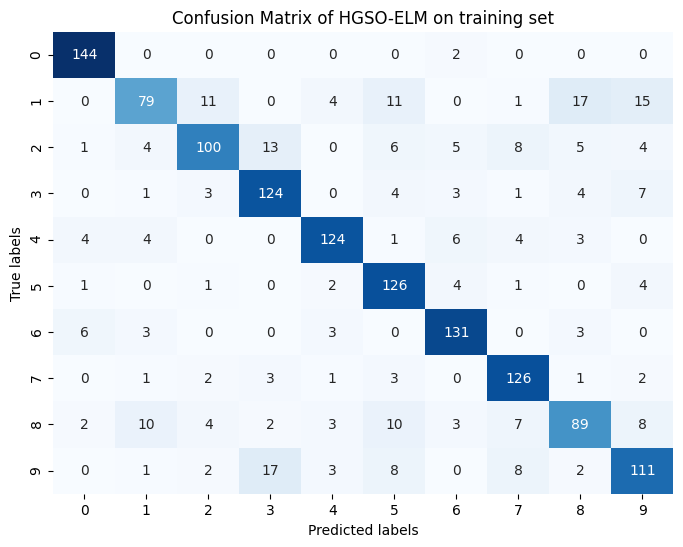 Confusion Matrix of HGSO-ELM on training set
0 144 0 0 0 0 0 2 0 0 0
1 0 79 11 0 4 11 0 1 17 15
2 1 4 100 13 0 6 5 8 5 4
3 0 1 3 124 0 4 3 1 4 7
4 4 4 0 0 124 1 6 4 3 0
5 1 0 1 0 2 126 4 1 0 4
6 6 3 0 0 3 0 131 0 3 0
7 0 1 2 3 1 3 0 126 1 2
8 2 10 4 2 3 10 3 7 89 8
9 0 1 2 17 3 8 0 8 2 111
True labels
0 1 2 3 4 5 6 7 8 9
Predicted labels